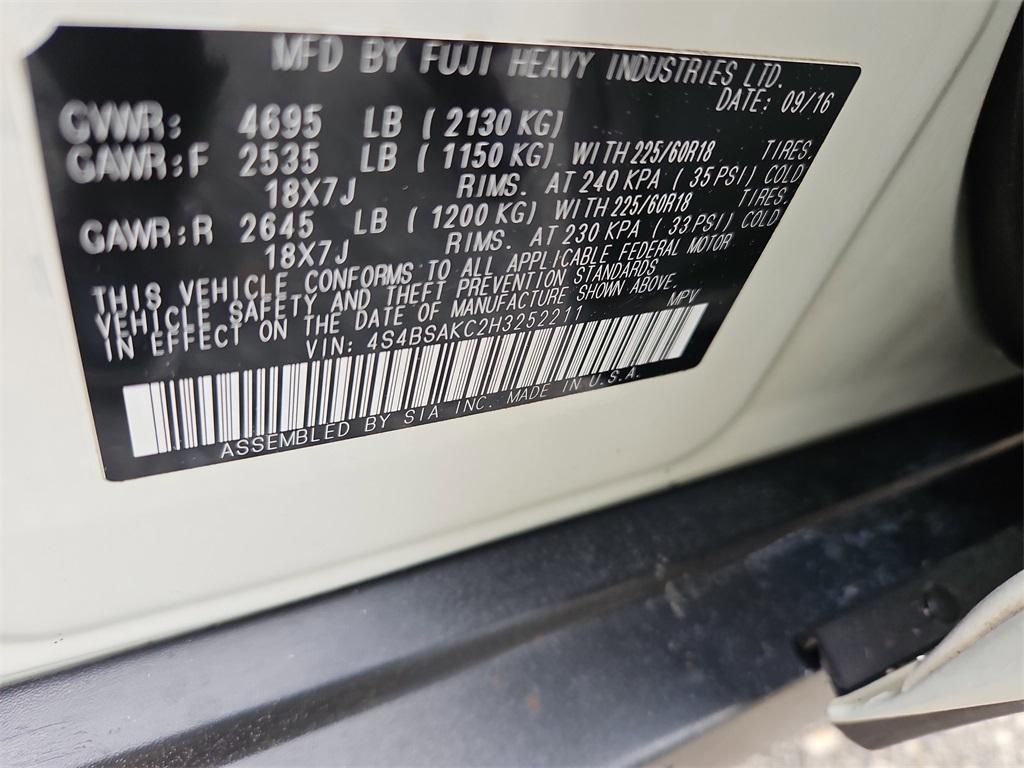 MFD BY FUJI HEAVY INDUSTRIES LTD.
DATE: 09/16
GVWR: 4695 LB ( 2130 KG)
GAWR:F 2535 LB ( 1150 KG) WITH 225/60R18 TIRES.
18X7J RIMS. AT 240 KPA ( 35 PSI) COLD
GAWR:R 2645 LB ( 1200 KG) WITH 225/60R18 TIRES.
18X7J RIMS. AT 230 KPA ( 33 PSI) COLD
THIS VEHICLE CONFORMS TO ALL APPLICABLE FEDERAL MOTOR
VEHICLE SAFETY AND THEFT PREVENTION STANDARDS
IN EFFECT ON THE DATE OF MANUFACTURE SHOWN ABOVE.
VIN: 4S4BSAKC2H3252211 MPV
ASSEMBLED BY SIA INC. MADE IN U.S.A.